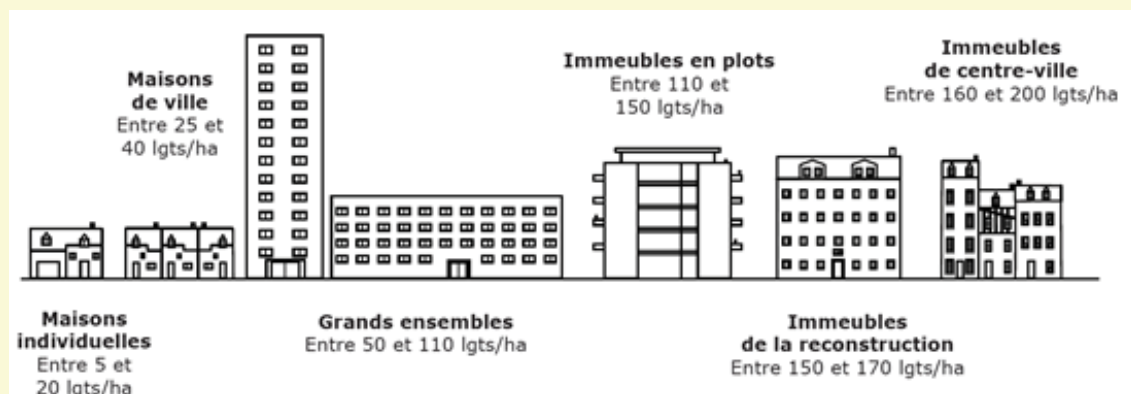 Maisons
de ville
Entre 25 et
40 lgts/ha
Immeubles en plots
Entre 110 et
150 lgts/ha
Immeubles
de centre-ville
Entre 160 et 200 lgts/ha
Maisons
individuelles
Entre 5 et
20 lgts/ha
Grands ensembles
Entre 50 et 110 lgts/ha
Immeubles
de la reconstruction
Entre 150 et 170 lgts/ha